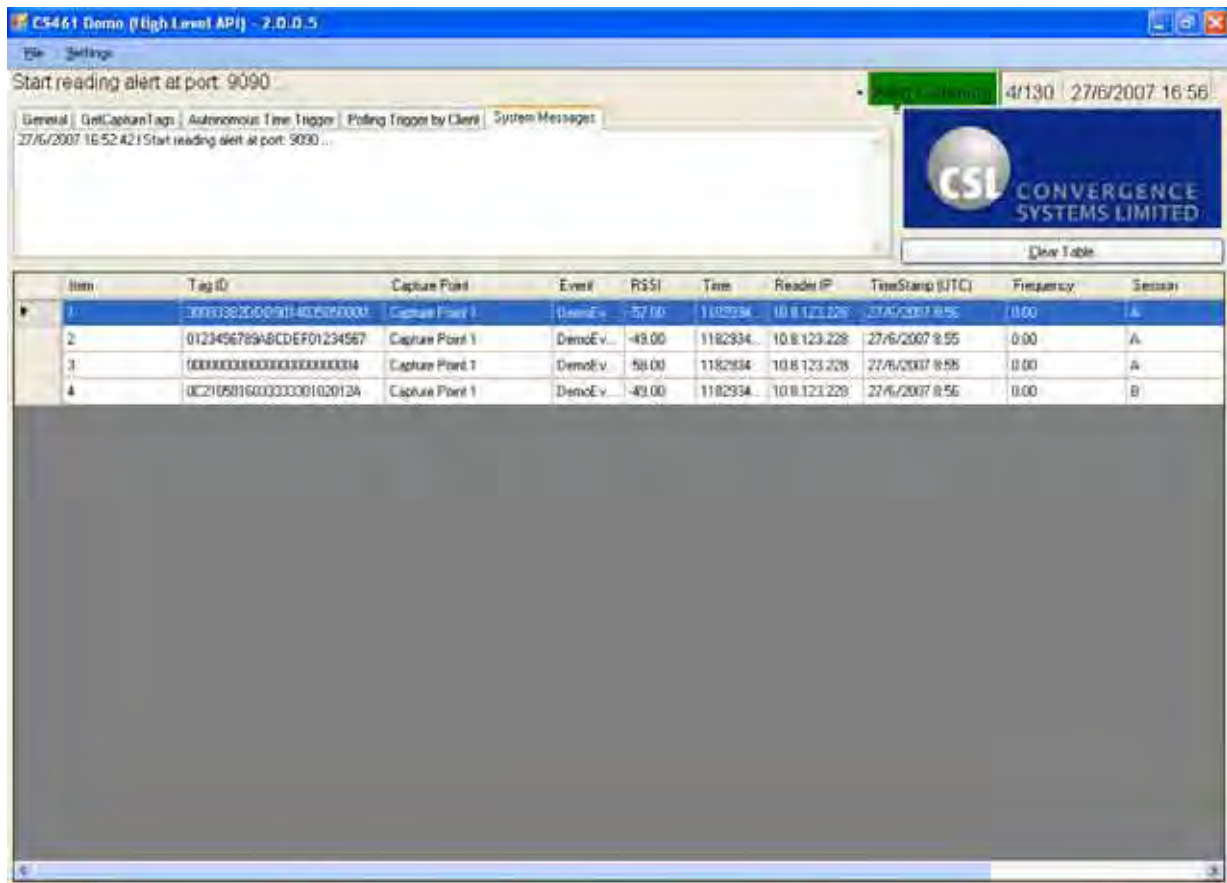 CS461 Demo (High Level API) - 2.0.0.5
File Settings
Start reading alert at port: 9090 4/130 27/6/2007 16:56
General GetCaptureTags Autonomous Time Trigger Polling Trigger by Client System Messages
27/6/2007 16:52:42 | Start reading alert at port: 9090 ...
CSL CONVERGENCE
SYSTEMS LIMITED
Clear Table
Item Tag ID Capture Point Event RSSI Time Reader IP TimeStamp (UTC) Frequency Session
1 Capture Point 1 DemoEv... -57.00 1182934... 10.8.123.228 27/6/2007 8:56 0.00 A
2 0123456789ABCDEF01234567 Capture Point 1 DemoEv... -49.00 1182934... 10.8.123.228 27/6/2007 8:55 0.00 A
3 000000000000000000000004 Capture Point 1 DemoEv... -58.00 1182934... 10.8.123.228 27/6/2007 8:56 0.00 A
4 Capture Point 1 DemoEv... -49.00 1182934... 10.8.123.228 27/6/2007 8:56 0.00 B